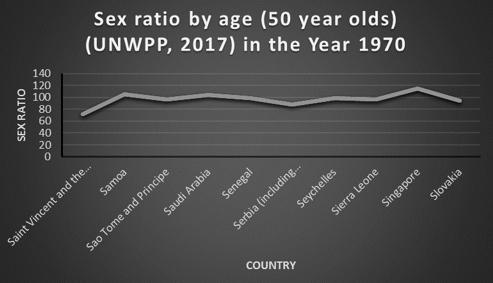 Sex ratio by age (50 year olds)
(UNWPP, 2017) in the Year 1970
140
120
100
80
60
40
20
0
SEX RATIO
Saint Vincent and the...
Samoa
Sao Tome and Principe
Saudi Arabia
Senegal
Serbia (including...
Seychelles
Sierra Leone
Singapore
Slovakia
COUNTRY